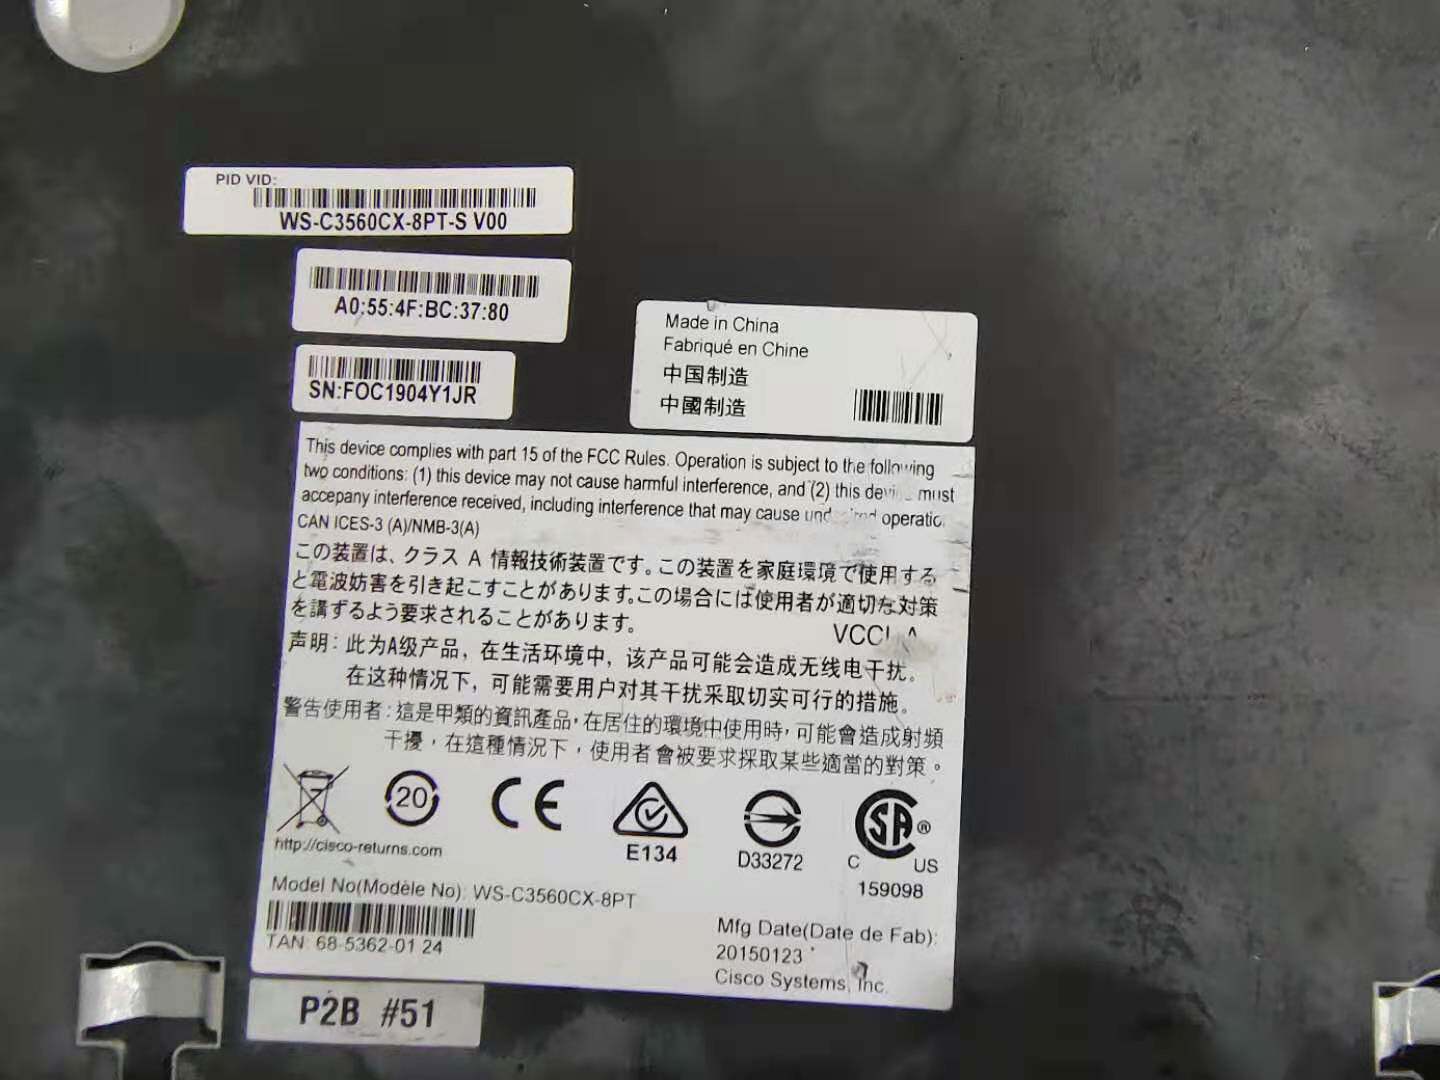 PID VID:
WS-C3560CX-8PT-S V00
A0:55:4F:BC:37:80
SN:FOC1904Y1JR
Made in China
Fabriqué en Chine
中国制造
中國制造
This device complies with part 15 of the FCC Rules. Operation is subject to the following
two conditions: (1) this device may not cause harmful interference, and (2) this device must
accepany interference received, including interference that may cause operatio
CAN ICES-3 (A)/NMB-3(A)
この装置は、クラス A 情報技術装置です。この装置を家庭環境で使用する
と電波妨害を引き起こすことがあります。この場合には使用者が適切な対策
を講ずるよう要求されることがあります。
VCCI-A
声明：此为A级产品，在生活环境中，该产品可能会造成无线电干扰。
在这种情况下，可能需要用户对其干扰采取切实可行的措施。
警告使用者：這是甲類的資訊產品，在居住的環境中使用時，可能會造成射頻
干擾，在這種情況下，使用者會被要求採取某些適當的對策。
20
CE
E134
D33272
SA ®
C US
159098
http://cisco-returns.com
Model No(Modèle No): WS-C3560CX-8PT
TAN: 68-5362-01 24
Mfg Date(Date de Fab):
20150123
Cisco Systems, Inc.
P2B #51